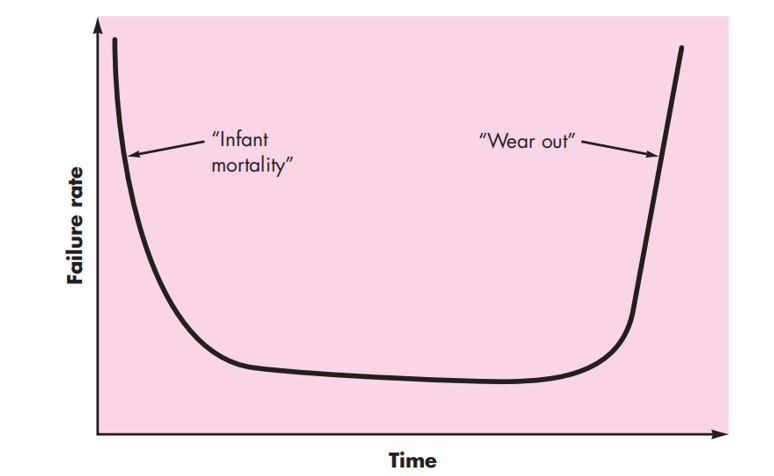 “Infant
mortality”
“Wear out”
Failure rate
Time